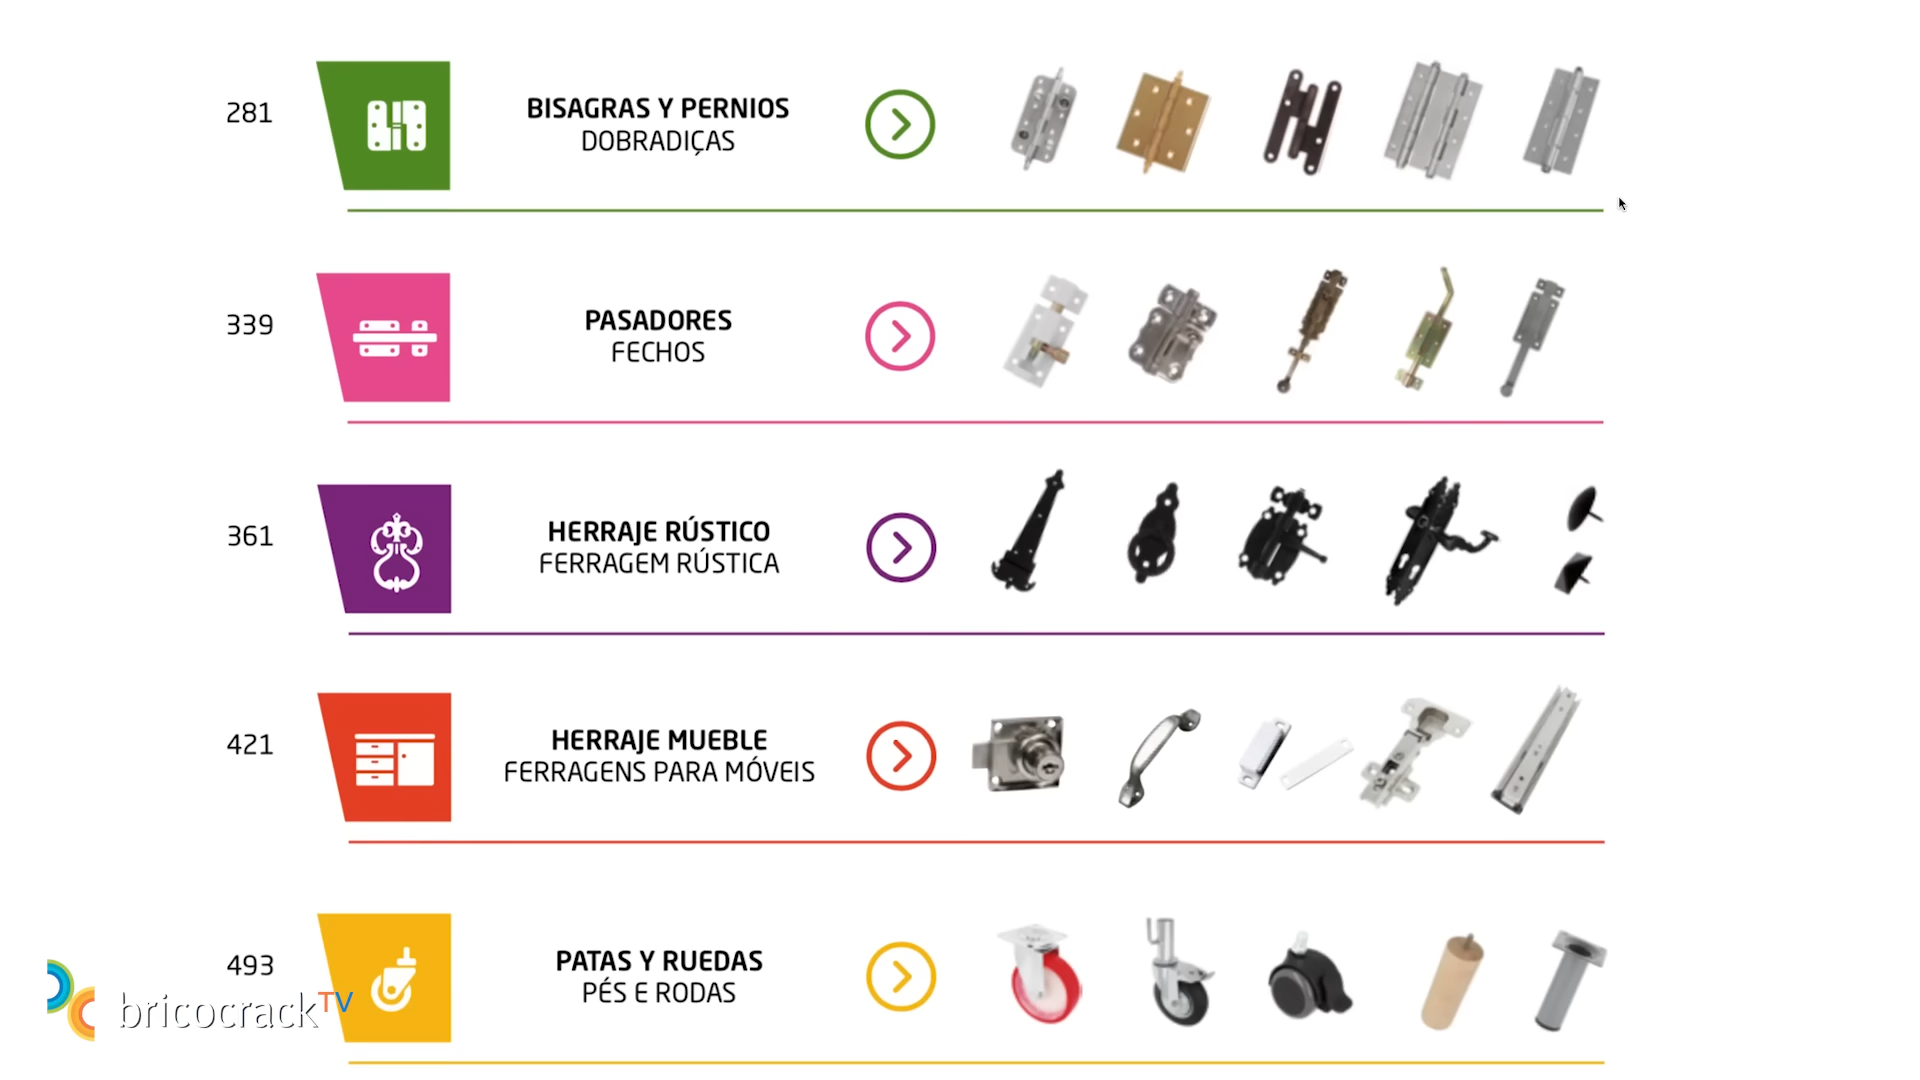 281
BISAGRAS Y PERNIOS
DOBRADIÇAS
339
PASADORES
FECHOS
361
HERRAJE RÚSTICO
FERRAGEM RÚSTICA
421
HERRAJE MUEBLE
FERRAGENS PARA MÓVEIS
493
PATAS Y RUEDAS
PÉS E RODAS
bricocrackTV